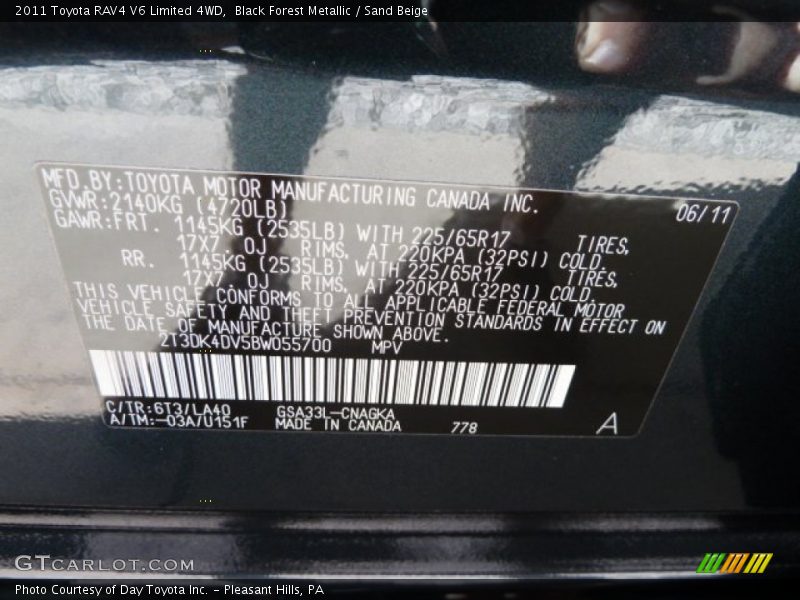 2011 Toyota RAV4 V6 Limited 4WD, Black Forest Metallic / Sand Beige
MFD.BY:TOYOTA MOTOR MANUFACTURING CANADA INC.
GVWR:2140KG (4720LB) 06/11
GAWR:FRT. 1145KG (2535LB) WITH 225/65R17 TIRES,
17X7.0J RIMS, AT 220KPA (32PSI) COLD.
RR. 1145KG (2535LB) WITH 225/65R17 TIRES,
17X7.0J RIMS, AT 220KPA (32PSI) COLD.
THIS VEHICLE CONFORMS TO ALL APPLICABLE FEDERAL MOTOR
VEHICLE SAFETY AND THEFT PREVENTION STANDARDS IN EFFECT ON
THE DATE OF MANUFACTURE SHOWN ABOVE.
2T3DK4DV5BW055700 MPV
C/TR:6T3/LA40 GSA33L-CNAGKA
A/TM:-03A/U151F MADE IN CANADA 778 A
GTCARLOT.COM
Photo Courtesy of Day Toyota Inc. - Pleasant Hills, PA